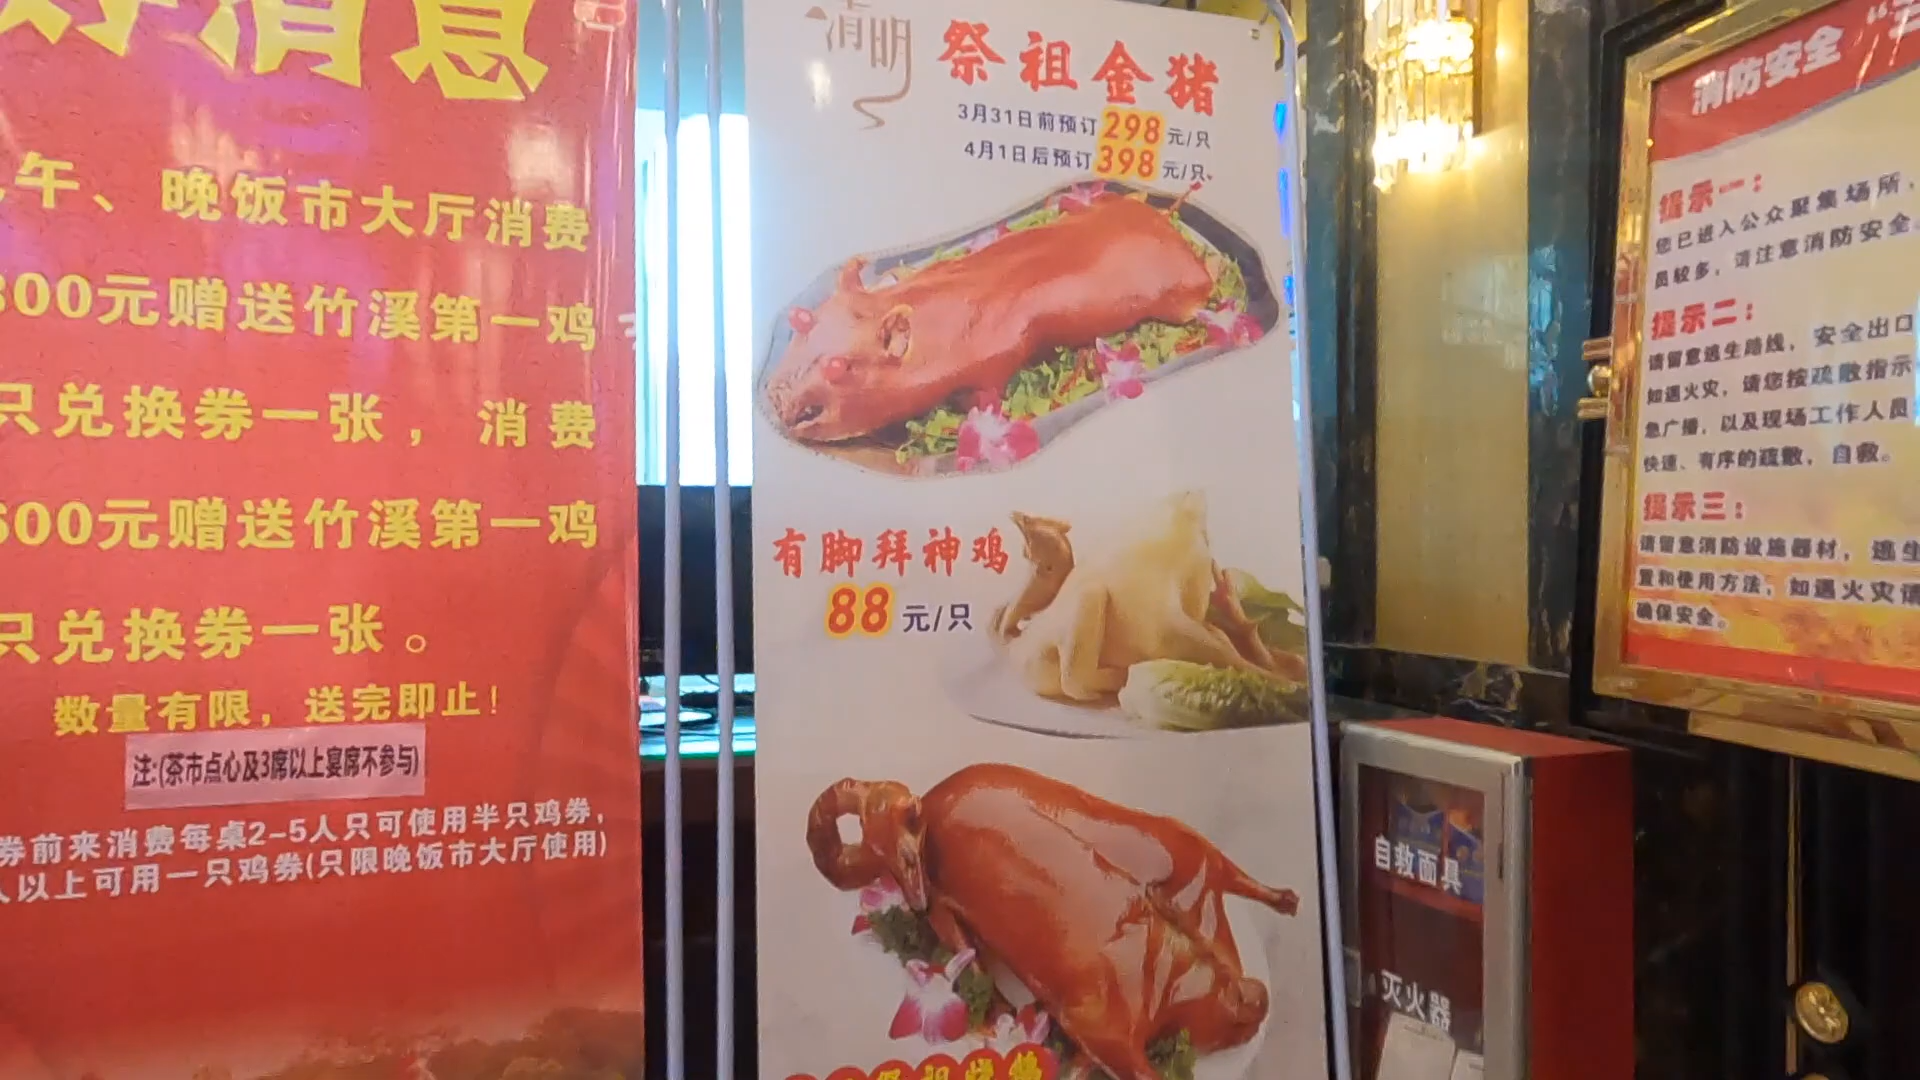 好消息
午、晚饭市大厅消费
00元赠送竹溪第一鸡
只兑换券一张，消费
600元赠送竹溪第一鸡
只兑换券一张。
数量有限，送完即止！
注:(茶市点心及3席以上宴席不参与)
券前来消费每桌2~5人只可使用半只鸡券，
人以上可用一只鸡券(只限晚饭市大厅使用)
清明
祭祖金猪
3月31日前预订298元/只
4月1日后预订398元/只
有脚拜神鸡
88元/只
消防安全
提示一：
您已进入公众聚集场所，
员较多，请注意消防安全。
提示二：
请留意逃生路线，安全出口
如遇火灾，请您按疏散指示
急广播，以及现场工作人员
快速、有序的疏散，自救。
提示三：
请留意消防设施器材，逃生
置和使用方法，如遇火灾请
确保安全。
自救面具
灭火器